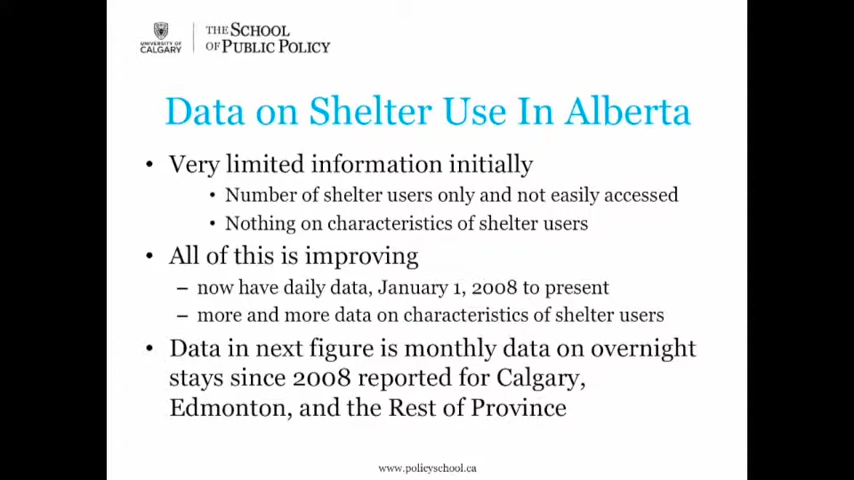 UNIVERSITY OF
CALGARY
THE SCHOOL
OF PUBLIC POLICY
Data on Shelter Use In Alberta
• Very limited information initially
• Number of shelter users only and not easily accessed
• Nothing on characteristics of shelter users
• All of this is improving
– now have daily data, January 1, 2008 to present
– more and more data on characteristics of shelter users
• Data in next figure is monthly data on overnight
stays since 2008 reported for Calgary,
Edmonton, and the Rest of Province
www.policyschool.ca